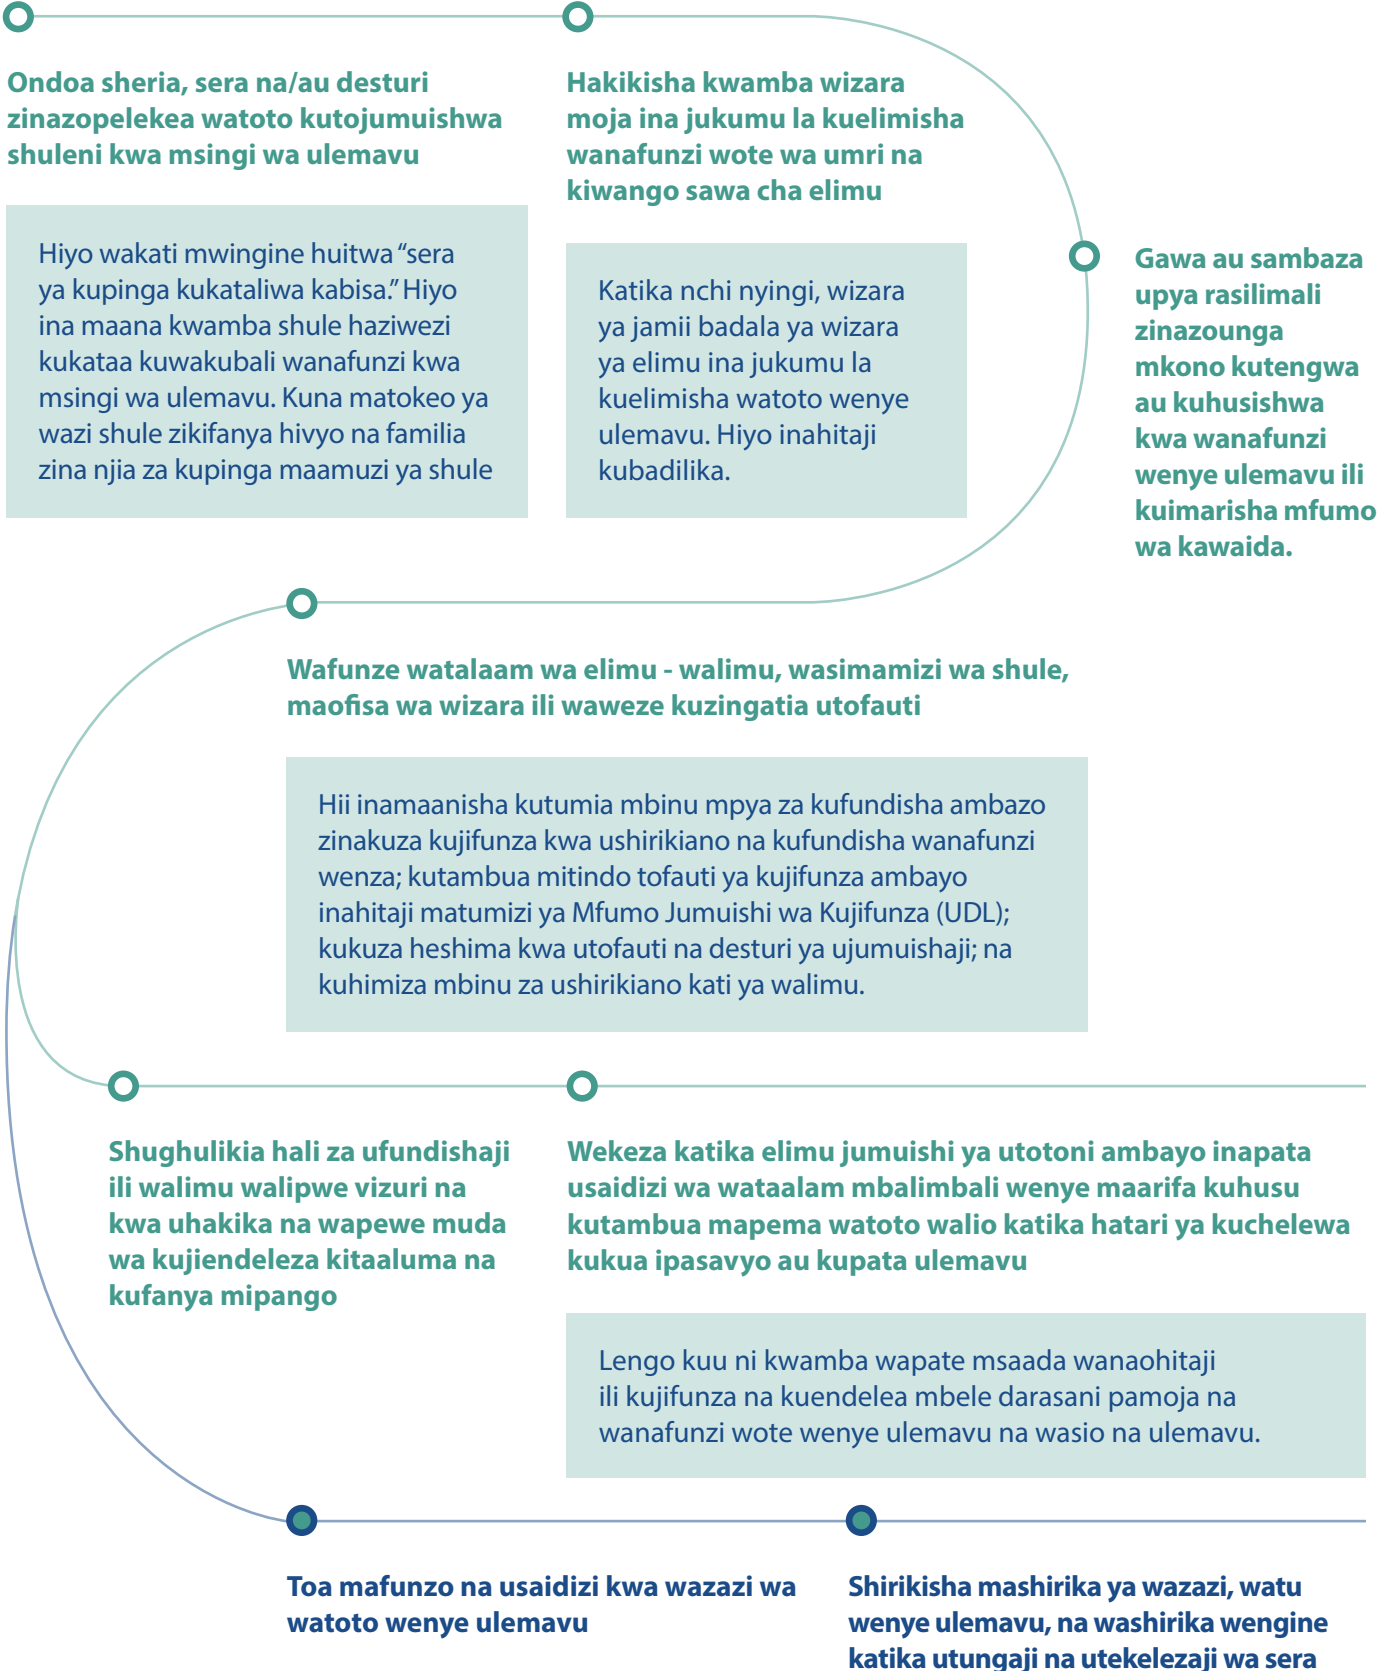 Ondoa sheria, sera na/au desturi
zinazopelekea watoto kutojumuishwa
shuleni kwa msingi wa ulemavu
Hiyo wakati mwingine huitwa “sera
ya kupinga kukataliwa kabisa.” Hiyo
ina maana kwamba shule haziwezi
kukataa kuwakubali wanafunzi kwa
msingi wa ulemavu. Kuna matokeo ya
wazi shule zikifanya hivyo na familia
zina njia za kupinga maamuzi ya shule
Hakikisha kwamba wizara
moja ina jukumu la kuelimisha
wanafunzi wote wa umri na
kiwango sawa cha elimu
Katika nchi nyingi, wizara
ya jamii badala ya wizara
ya elimu ina jukumu la
kuelimisha watoto wenye
ulemavu. Hiyo inahitaji
kubadilika.
Gawa au sambaza
upya rasilimali
zinazounga
mkono kutengwa
au kuhusishwa
kwa wanafunzi
wenye ulemavu ili
kuimarisha mfumo
wa kawaida.
Wafunze watalaam wa elimu - walimu, wasimamizi wa shule,
maofisa wa wizara ili waweze kuzingatia utofauti
Hii inamaanisha kutumia mbinu mpya za kufundisha ambazo
zinakuza kujifunza kwa ushirikiano na kufundisha wanafunzi
wenza; kutambua mitindo tofauti ya kujifunza ambayo
inahitaji matumizi ya Mfumo Jumuishi wa Kujifunza (UDL);
kukuza heshima kwa utofauti na desturi ya ujumuishaji; na
kuhimiza mbinu za ushirikiano kati ya walimu.
Shughulikia hali za ufundishaji
ili walimu walipwe vizuri na
kwa uhakika na wapewe muda
wa kujiendeleza kitaaluma na
kufanya mipango
Wekeza katika elimu jumuishi ya utotoni ambayo inapata
usaidizi wa wataalam mbalimbali wenye maarifa kuhusu
kutambua mapema watoto walio katika hatari ya kuchelewa
kukua ipasavyo au kupata ulemavu
Lengo kuu ni kwamba wapate msaada wanaohitaji
ili kujifunza na kuendelea mbele darasani pamoja na
wanafunzi wote wenye ulemavu na wasio na ulemavu.
Toa mafunzo na usaidizi kwa wazazi wa
watoto wenye ulemavu
Shirikisha mashirika ya wazazi, watu
wenye ulemavu, na washirika wengine
katika utungaji na utekelezaji wa sera